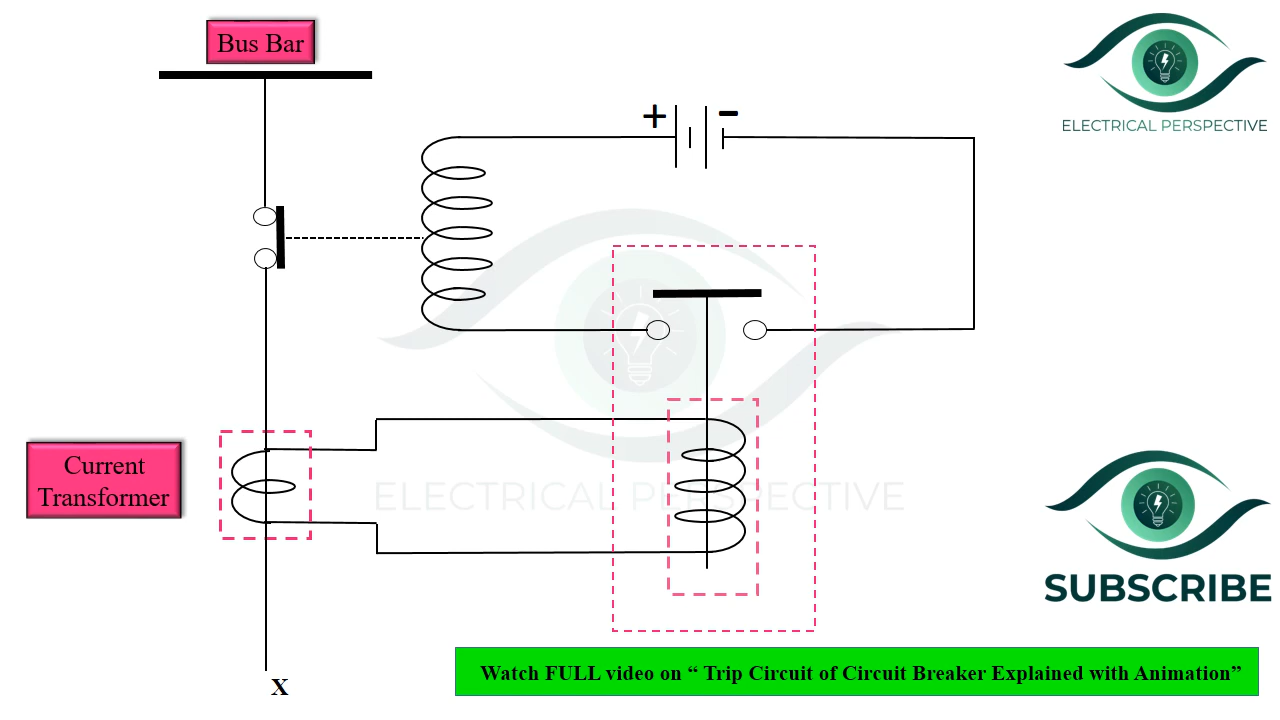 Bus Bar
ELECTRICAL PERSPECTIVE
+ -
Current
Transformer
ELECTRICAL PERSPECTIVE
SUBSCRIBE
Watch FULL video on “ Trip Circuit of Circuit Breaker Explained with Animation”
X